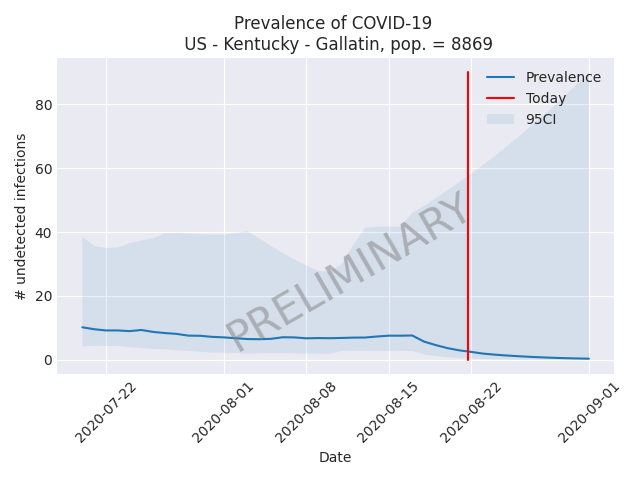 Prevalence of COVID-19
US - Kentucky - Gallatin, pop. = 8869
Prevalence
Today
95CI
80
60
40
20
0
# undetected infections
PRELIMINARY
2020-07-22
2020-08-01
2020-08-08
2020-08-15
2020-08-22
2020-09-01
Date